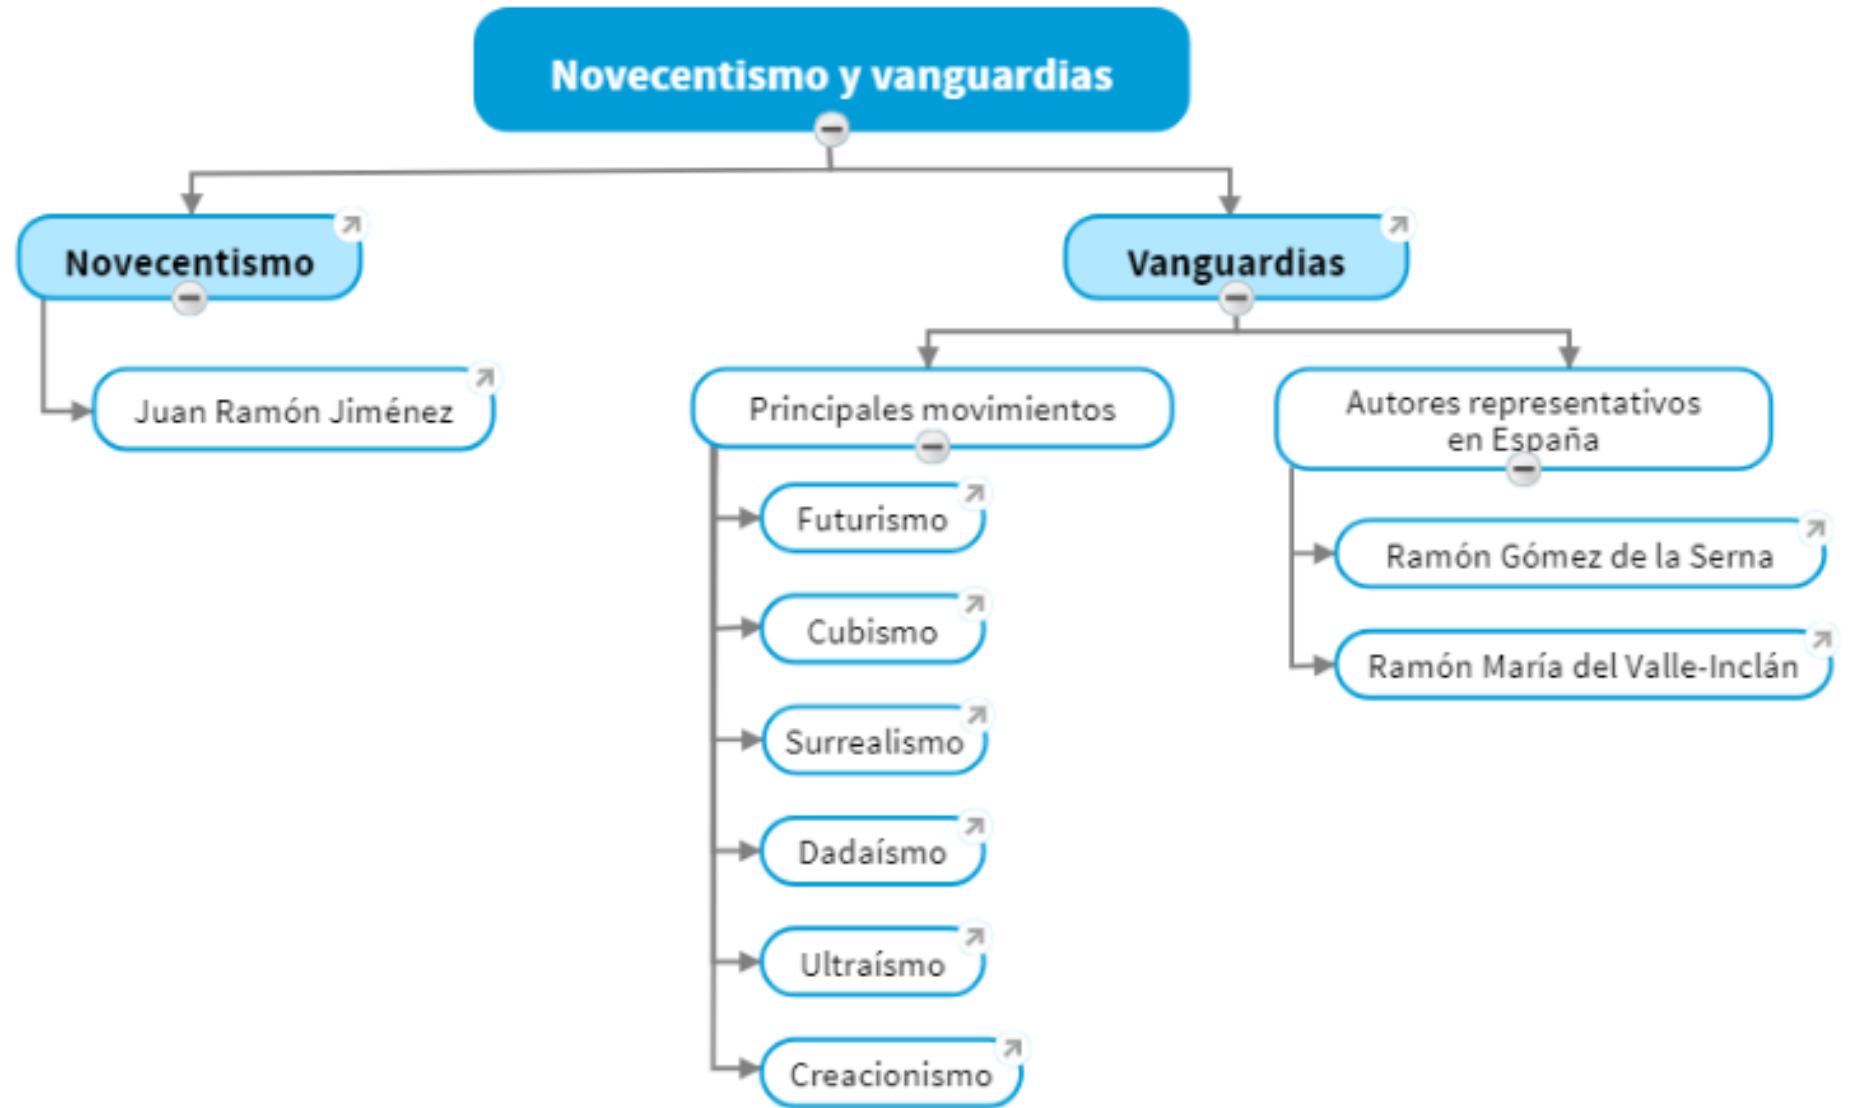 Novecentismo y vanguardias
Novecentismo
Juan Ramón Jiménez
Vanguardias
Principales movimientos
Futurismo
Cubismo
Surrealismo
Dadaísmo
Ultraísmo
Creacionismo
Autores representativos
en España
Ramón Gómez de la Serna
Ramón María del Valle-Inclán